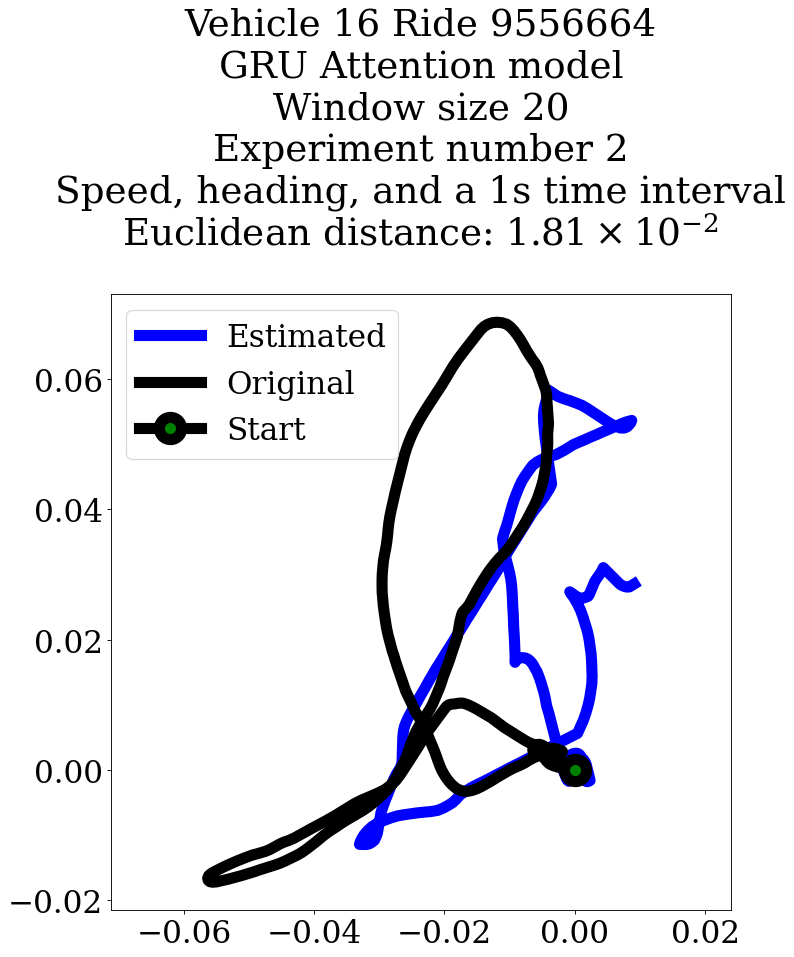 Vehicle 16 Ride 9556664
GRU Attention model
Window size 20
Experiment number 2
Speed, heading, and a 1s time interval
Euclidean distance: 1.81 × 10⁻²
Estimated
Original
Start
0.06
0.04
0.02
0.00
−0.02
−0.06
−0.04
−0.02
0.00
0.02